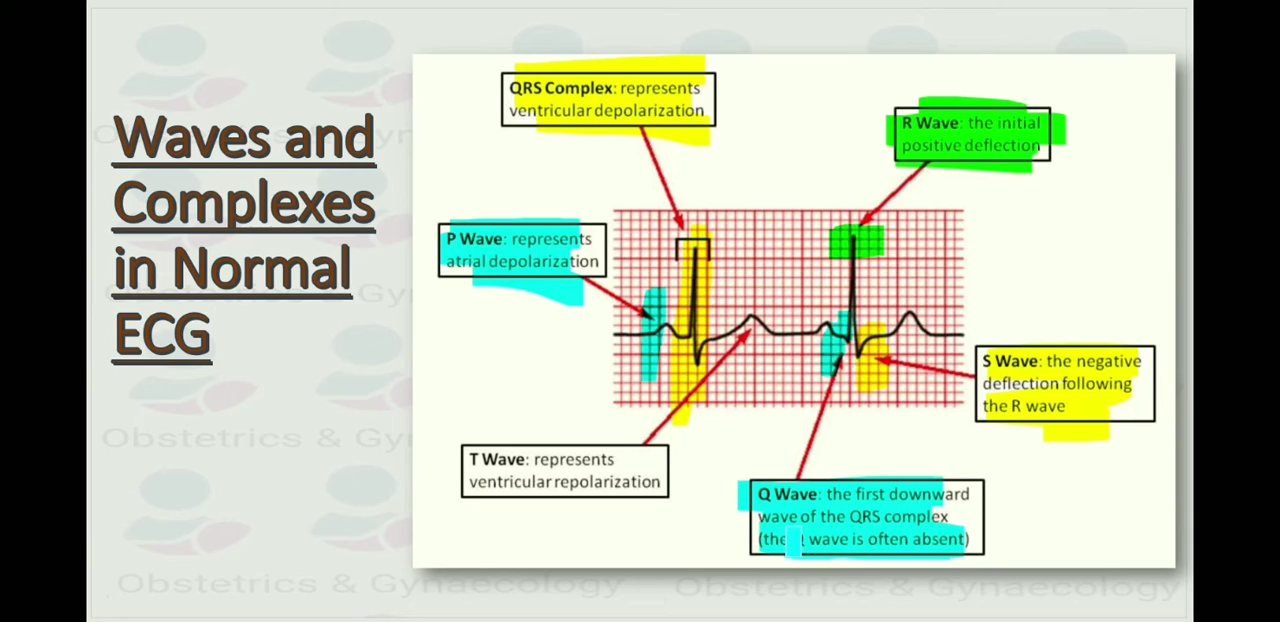 Waves and
Complexes
in Normal
ECG
QRS Complex: represents
ventricular depolarization
R Wave: the initial
positive deflection
P Wave: represents
atrial depolarization
S Wave: the negative
deflection following
the R wave
T Wave: represents
ventricular repolarization
Q Wave: the first downward
wave of the QRS complex
(the Q wave is often absent)
Obstetrics & Gynaecology
Obstetrics & Gynaecology